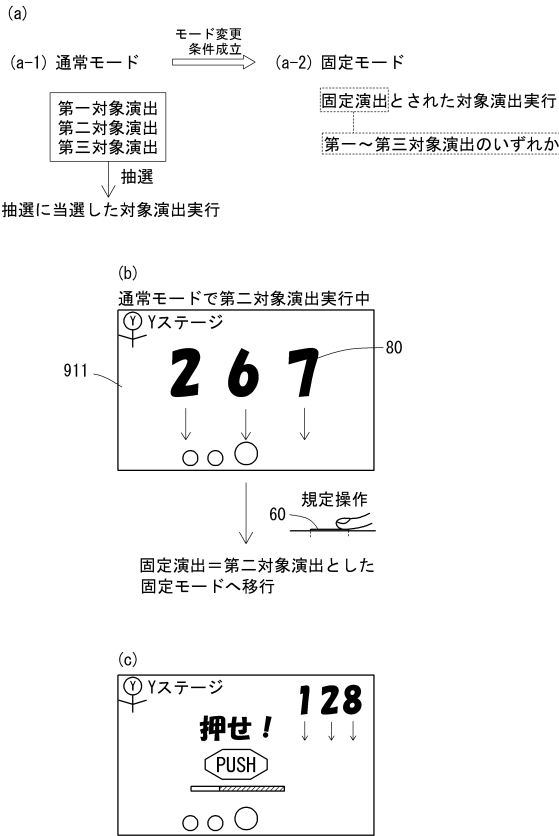 (a)
モード変更
条件成立
(a-1) 通常モード
(a-2) 固定モード
第一対象演出
第二対象演出
第三対象演出
固定演出とされた対象演出実行
第一～第三対象演出のいずれか
抽選
抽選に当選した対象演出実行
(b)
通常モードで第二対象演出実行中
Y Yステージ
911
2 6 7
80
規定操作
60
固定演出＝第二対象演出とした
固定モードへ移行
(c)
Y Yステージ
128
押せ！
PUSH